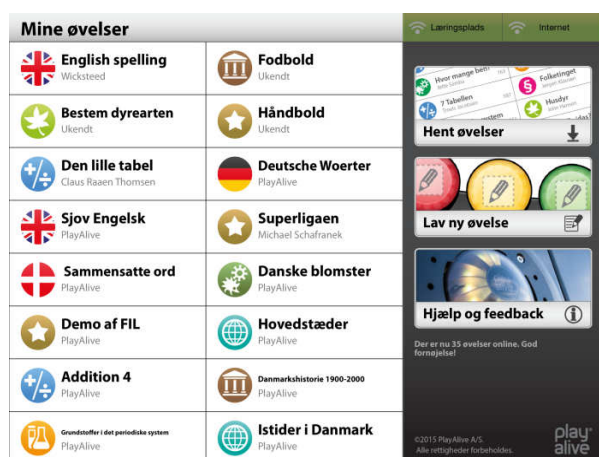 Mine øvelser
English spelling
Wicksteed
Fodbold
Ukendt
Bestem dyrearten
Ukendt
Håndbold
Ukendt
Den lille tabel
Claus Raaen Thomsen
Deutsche Woerter
PlayAlive
Sjov Engelsk
PlayAlive
Superligaen
Michael Schafranek
Sammensatte ord
PlayAlive
Danske blomster
PlayAlive
Demo af FIL
PlayAlive
Hovedstæder
PlayAlive
Addition 4
PlayAlive
Danmarkshistorie 1900-2000
PlayAlive
Grundstoffer i det periodiske system
PlayAlive
Istider i Danmark
PlayAlive
Læringsplads
Internet
Hvor mange ben?
Folketinget
7 Tabellen
Husdyr
Hent øvelser
Lav ny øvelse
Hjælp og feedback
Der er nu 35 øvelser online. God
fornøjelse!
©2015 PlayAlive A/S.
Alle rettigheder forbeholdes.
play
alive